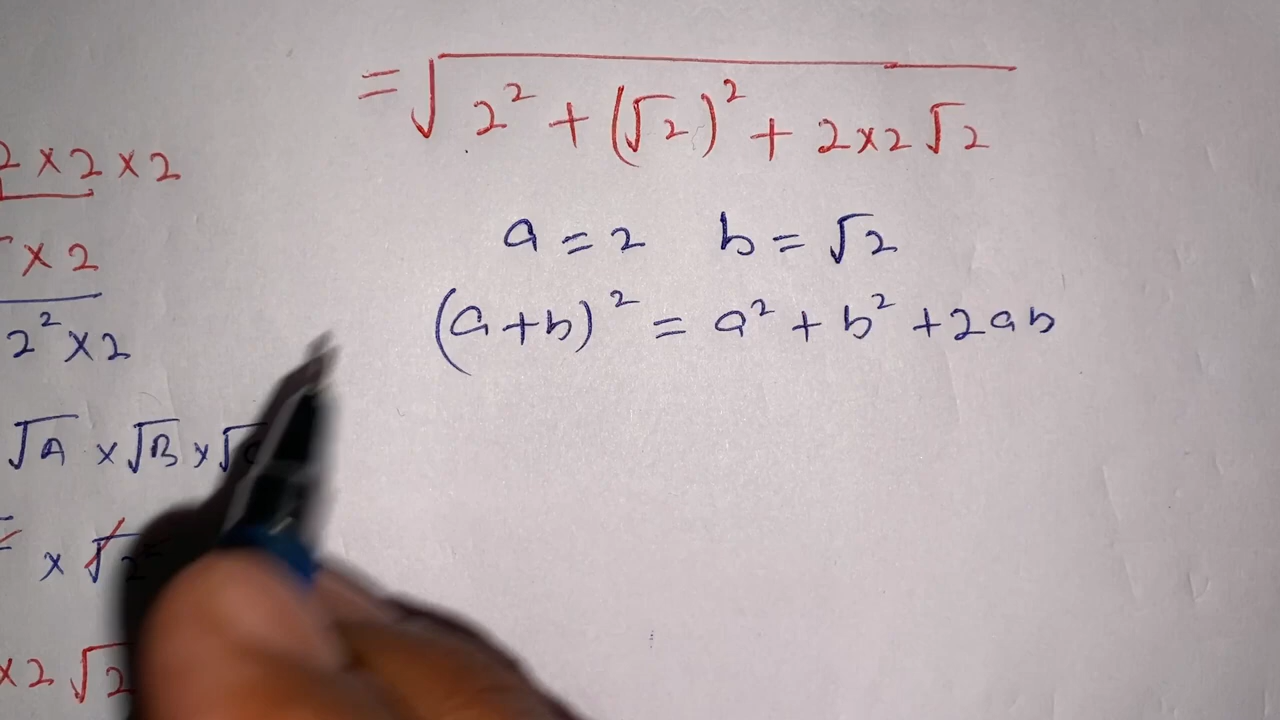 = √(2² + (√2)² + 2×2√2)
2 × 2 × 2
a = 2 b = √2
× 2
(a+b)² = a² + b² + 2ab
2² × 2
√A × √B × √
× √2
×2 √2